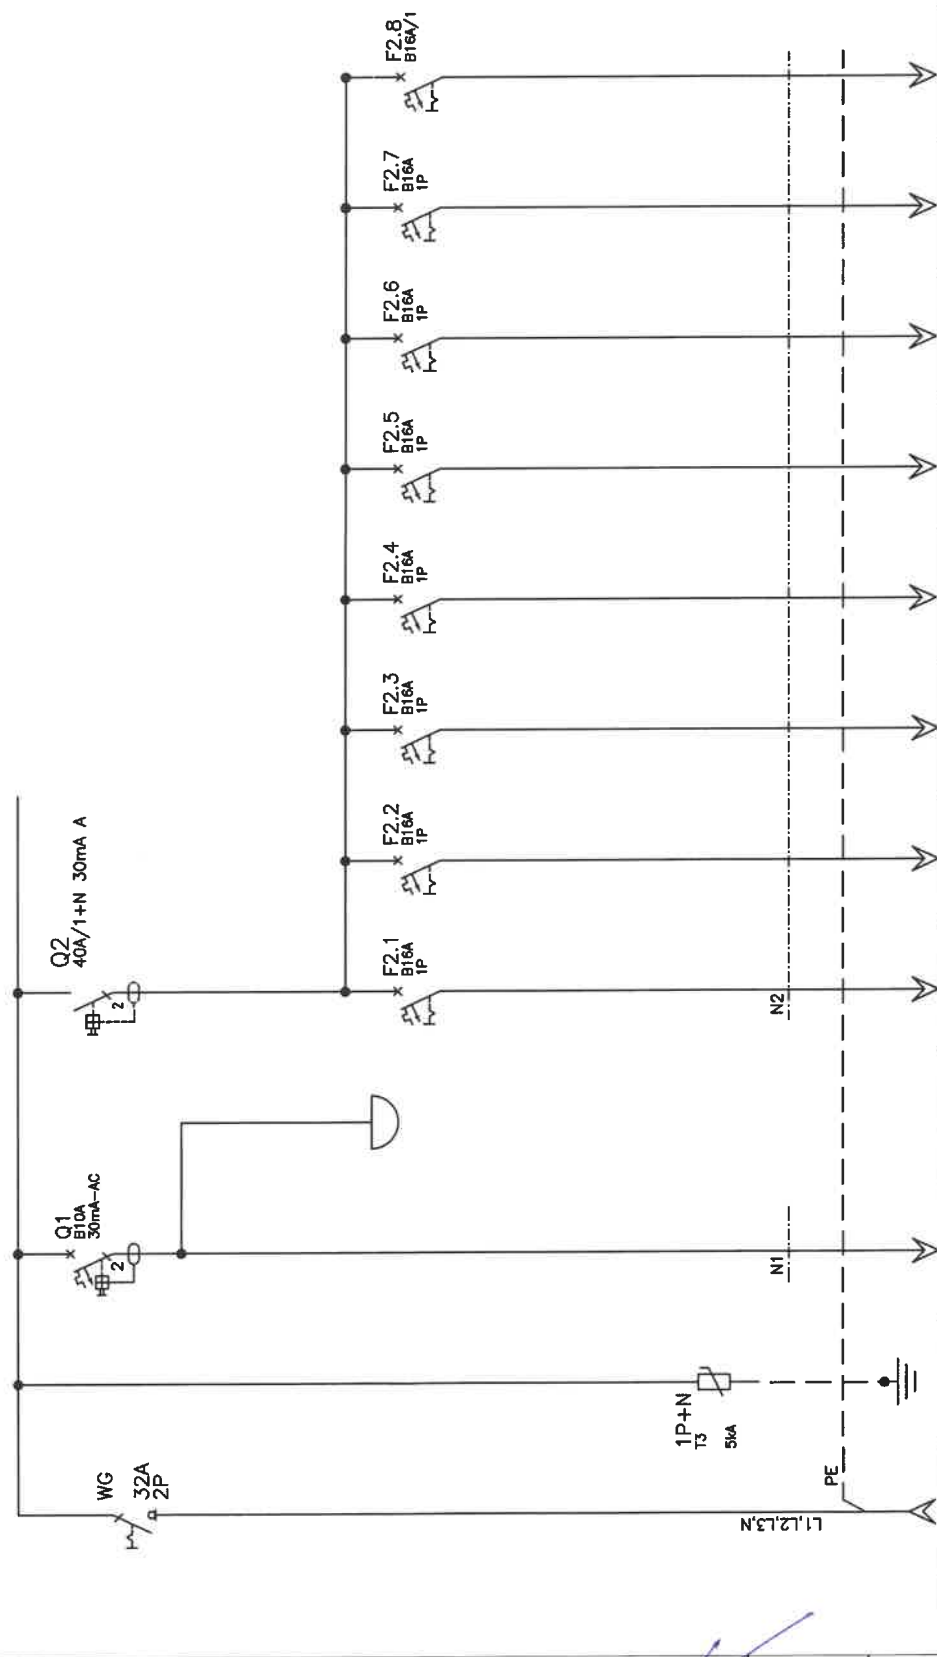 WG
32A
2P
L1,L2,L3,N
PE
1P+N
T3
5kA
Q1
B10A
30mA-AC
2
N1
Q2
40A/1+N 30mA A
2
N2
F2.1
B16A
1P
F2.2
B16A
1P
F2.3
B16A
1P
F2.4
B16A
1P
F2.5
B16A
1P
F2.6
B16A
1P
F2.7
B16A
1P
F2.8
B16A/1